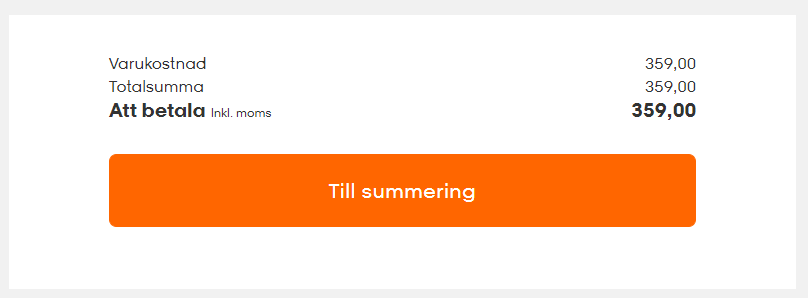 Varukostnad 359,00
Totalsumma 359,00
Att betala Inkl. moms 359,00
Till summering